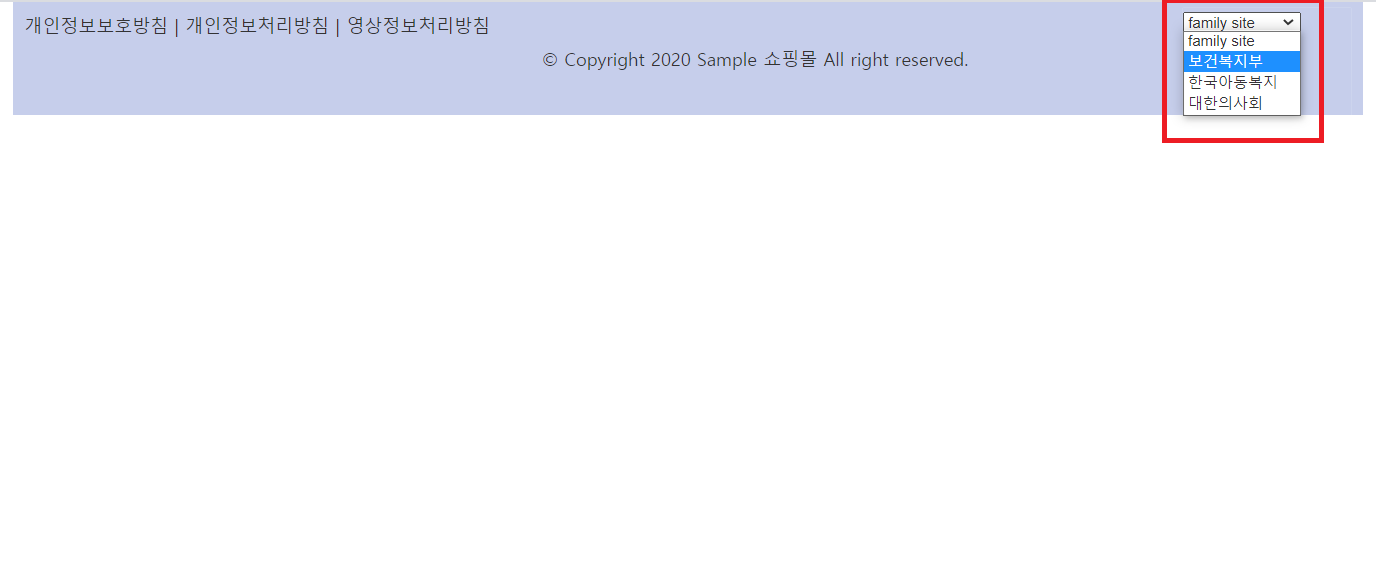 개인정보보호방침 | 개인정보처리방침 | 영상정보처리방침
© Copyright 2020 Sample 쇼핑몰 All right reserved.
family site
family site
보건복지부
한국아동복지
대한의사회